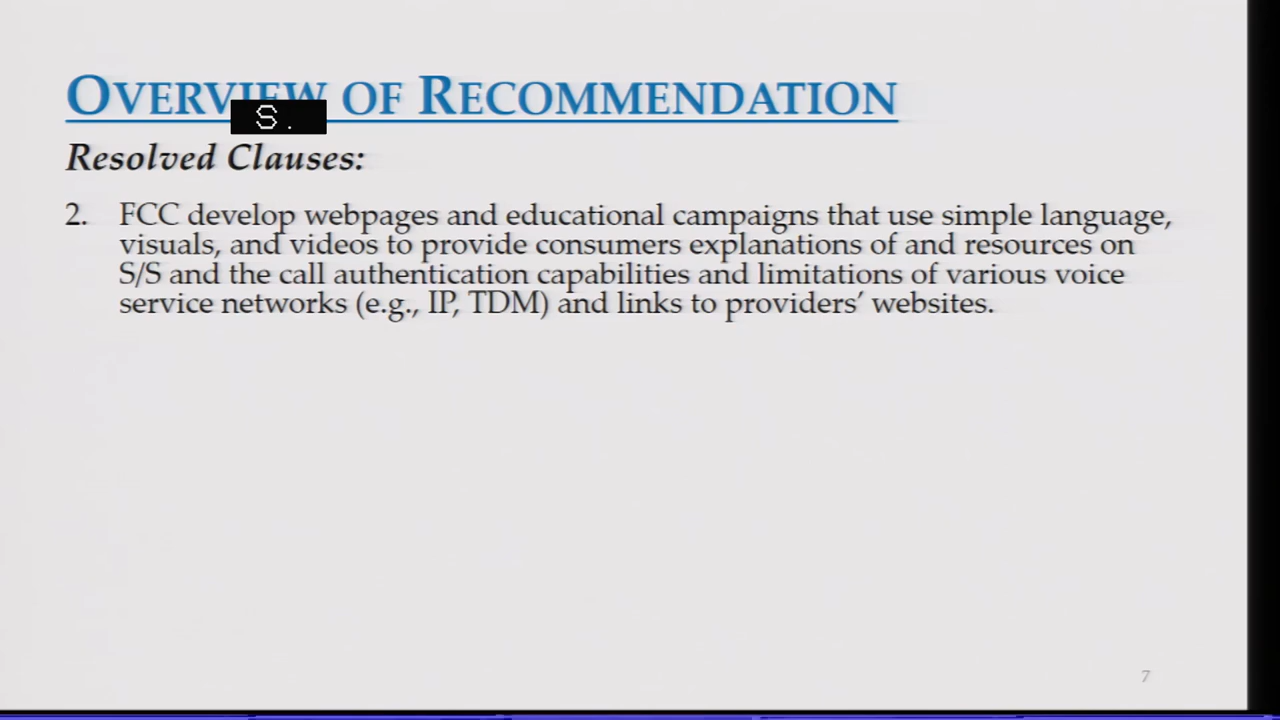 OVERVIEW OF RECOMMENDATION
S.
Resolved Clauses:
2. FCC develop webpages and educational campaigns that use simple language,
visuals, and videos to provide consumers explanations of and resources on
S/S and the call authentication capabilities and limitations of various voice
service networks (e.g., IP, TDM) and links to providers' websites.
7